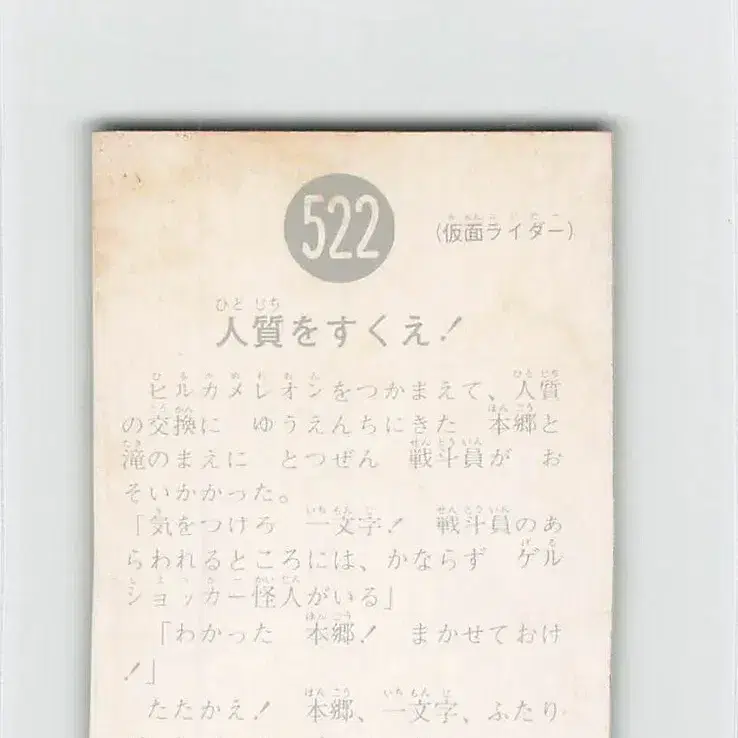 522
(仮面ライダー)
人質をすくえ!
ヒルカメレオンをつかまえて、人質
の交換に ゆうえんちにきた 本郷と
滝のまえに とつぜん 戦斗員が お
そいかかった。
「気をつけろ 一文字! 戦斗員のあ
らわれるところには、かならず ゲル
ショッカー怪人がいる」
「わかった 本郷! まかせておけ
!」
たたかえ! 本郷、一文字、ふたり